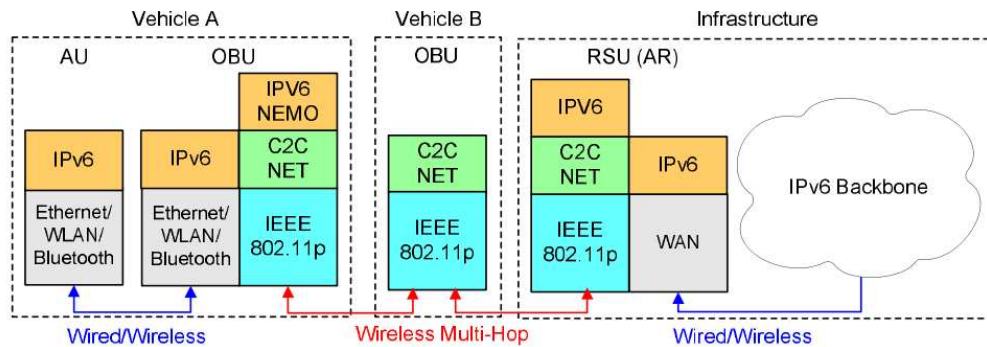 Vehicle A
Vehicle B
Infrastructure
AU
OBU
OBU
RSU (AR)
IPV6
NEMO
IPV6
IPv6
IPv6
C2C
NET
C2C
NET
C2C
NET
IPv6
IPv6 Backbone
Ethernet/
WLAN/
Bluetooth
Ethernet/
WLAN/
Bluetooth
IEEE
802.11p
IEEE
802.11p
IEEE
802.11p
WAN
Wired/Wireless
Wireless Multi-Hop
Wired/Wireless